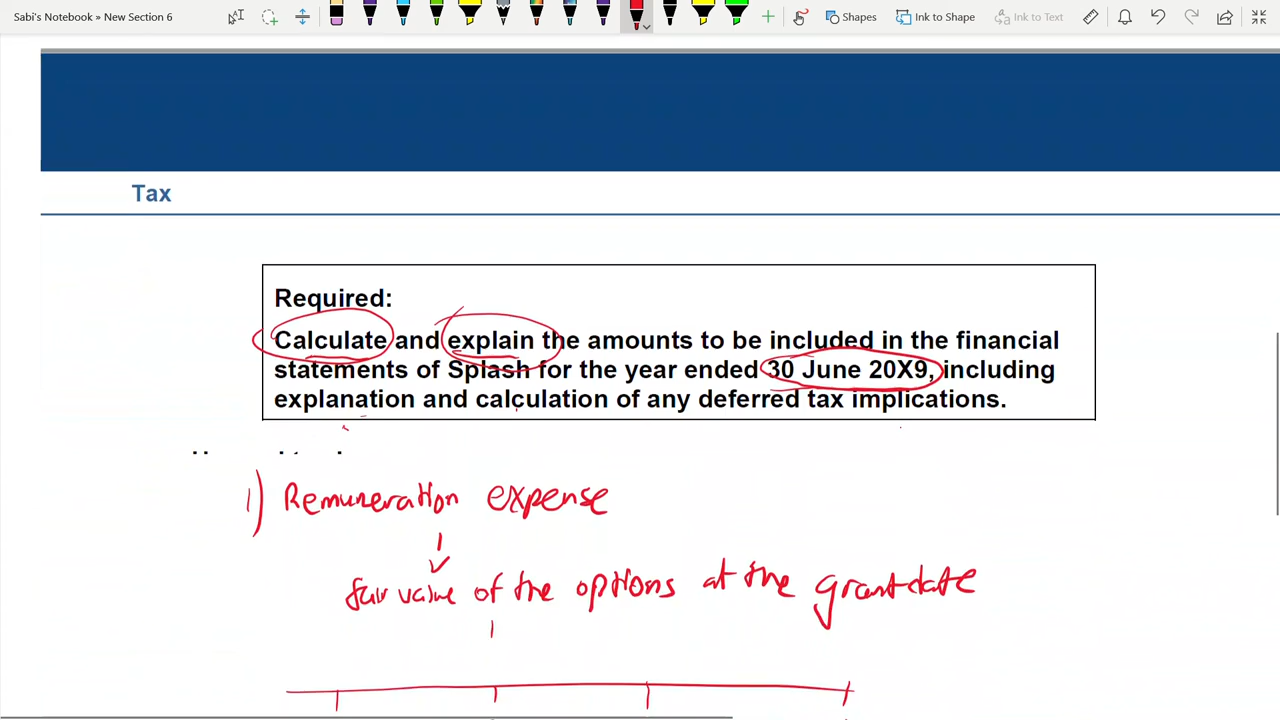 Sabi's Notebook » New Section 6
Shapes
Ink to Shape
Ink to Text
Tax
Required:
Calculate and explain the amounts to be included in the financial
statements of Splash for the year ended 30 June 20X9, including
explanation and calculation of any deferred tax implications.
1) Remuneration expense
fair value of the options at the grant date